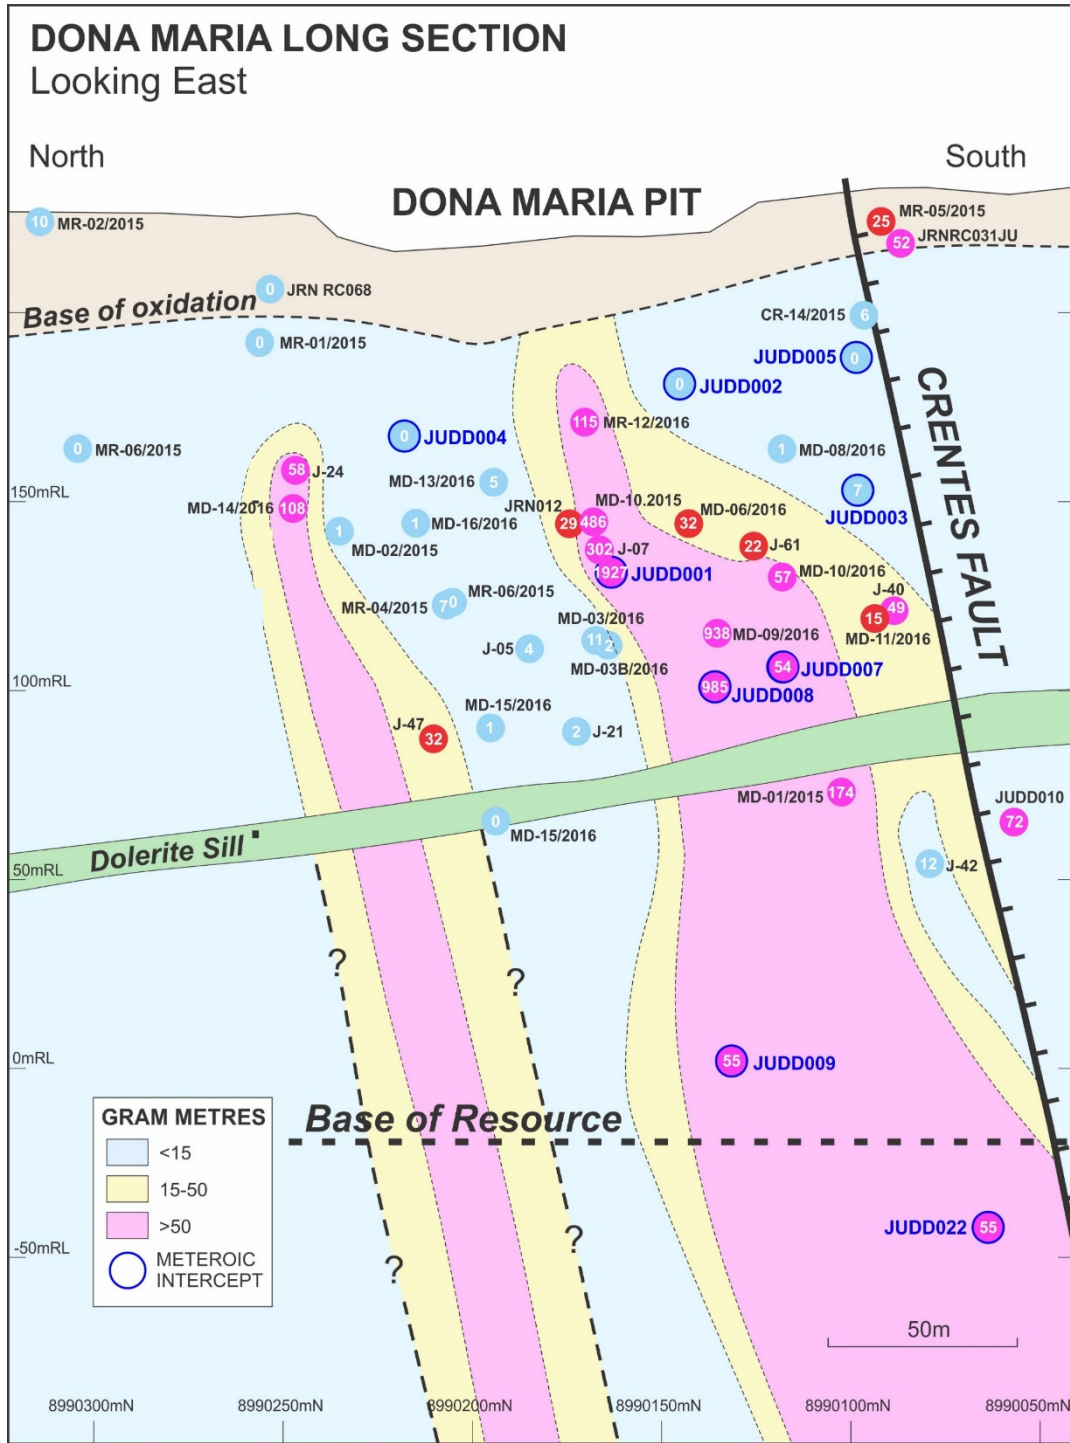 DONA MARIA LONG SECTION
Looking East
North
South
DONA MARIA PIT
10 MR-02/2015
25 MR-05/2015
52 JRNRC031JU
0 JRN RC068
Base of oxidation
CR-14/2015 6
0 MR-01/2015
JUDD005 0
0 JUDD002
CRENTES FAULT
115 MR-12/2016
0 JUDD004
0 MR-06/2015
1 MD-08/2016
58 J-24
MD-13/2016 5
7
JUDD003
150mRL
MD-14/2016 108
JRN012
29
MD-10.2015
486
MD-06/2016
32
1
MD-02/2015
1 MD-16/2016
302 J-07
22 J-61
1927 JUDD001
57 MD-10/2016
MR-04/2015 7
0 MR-06/2015
J-40
49
15
MD-11/2016
MD-03/2016
11
2
MD-03B/2016
938 MD-09/2016
J-05 4
54 JUDD007
985 JUDD008
100mRL
MD-15/2016
1
2 J-21
J-47
32
MD-01/2015 174
JUDD010
72
0
MD-15/2016
Dolerite Sill
12 J-42
50mRL
?
?
0mRL
55 JUDD009
Base of Resource
GRAM METRES
<15
15-50
>50
METEROIC
INTERCEPT
JUDD022 55
?
?
-50mRL
50m
8990300mN
8990250mN
8990200mN
8990150mN
8990100mN
8990050mN